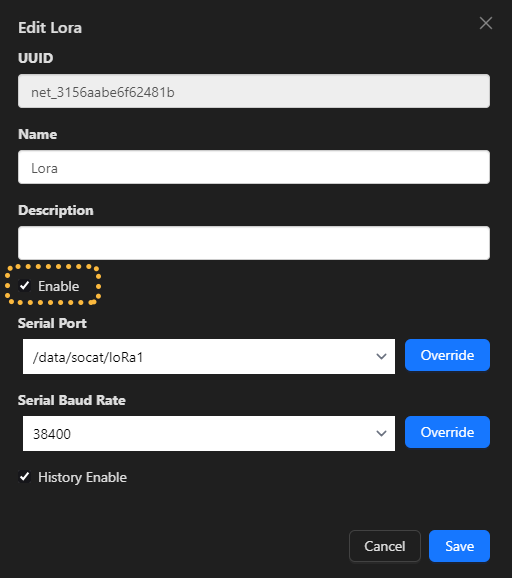 Edit Lora
UUID
net_3156aabe6f62481b
Name
Lora
Description
Enable
Serial Port
/data/socat/loRa1
Override
Serial Baud Rate
38400
Override
History Enable
Cancel
Save